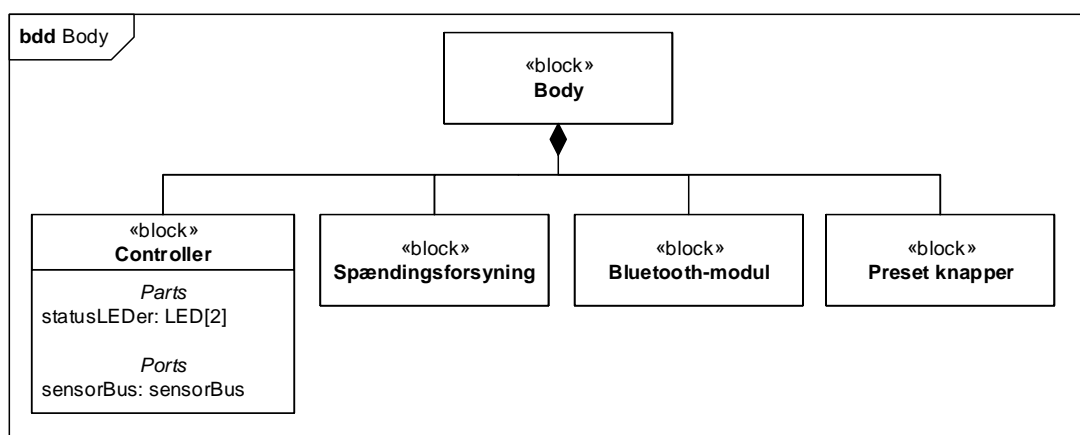 bdd Body
«block»
Body
«block»
Controller
Parts
statusLEDer: LED[2]
Ports
sensorBus: sensorBus
«block»
Spændingsforsyning
«block»
Bluetooth-modul
«block»
Preset knapper